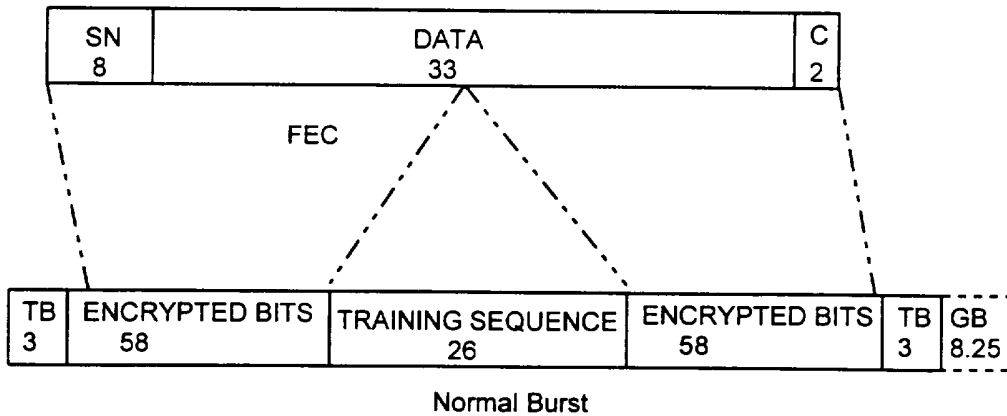 SN DATA C
8 33 2
FEC
TB ENCRYPTED BITS TRAINING SEQUENCE ENCRYPTED BITS TB GB
3 58 26 58 3 8.25
Normal Burst